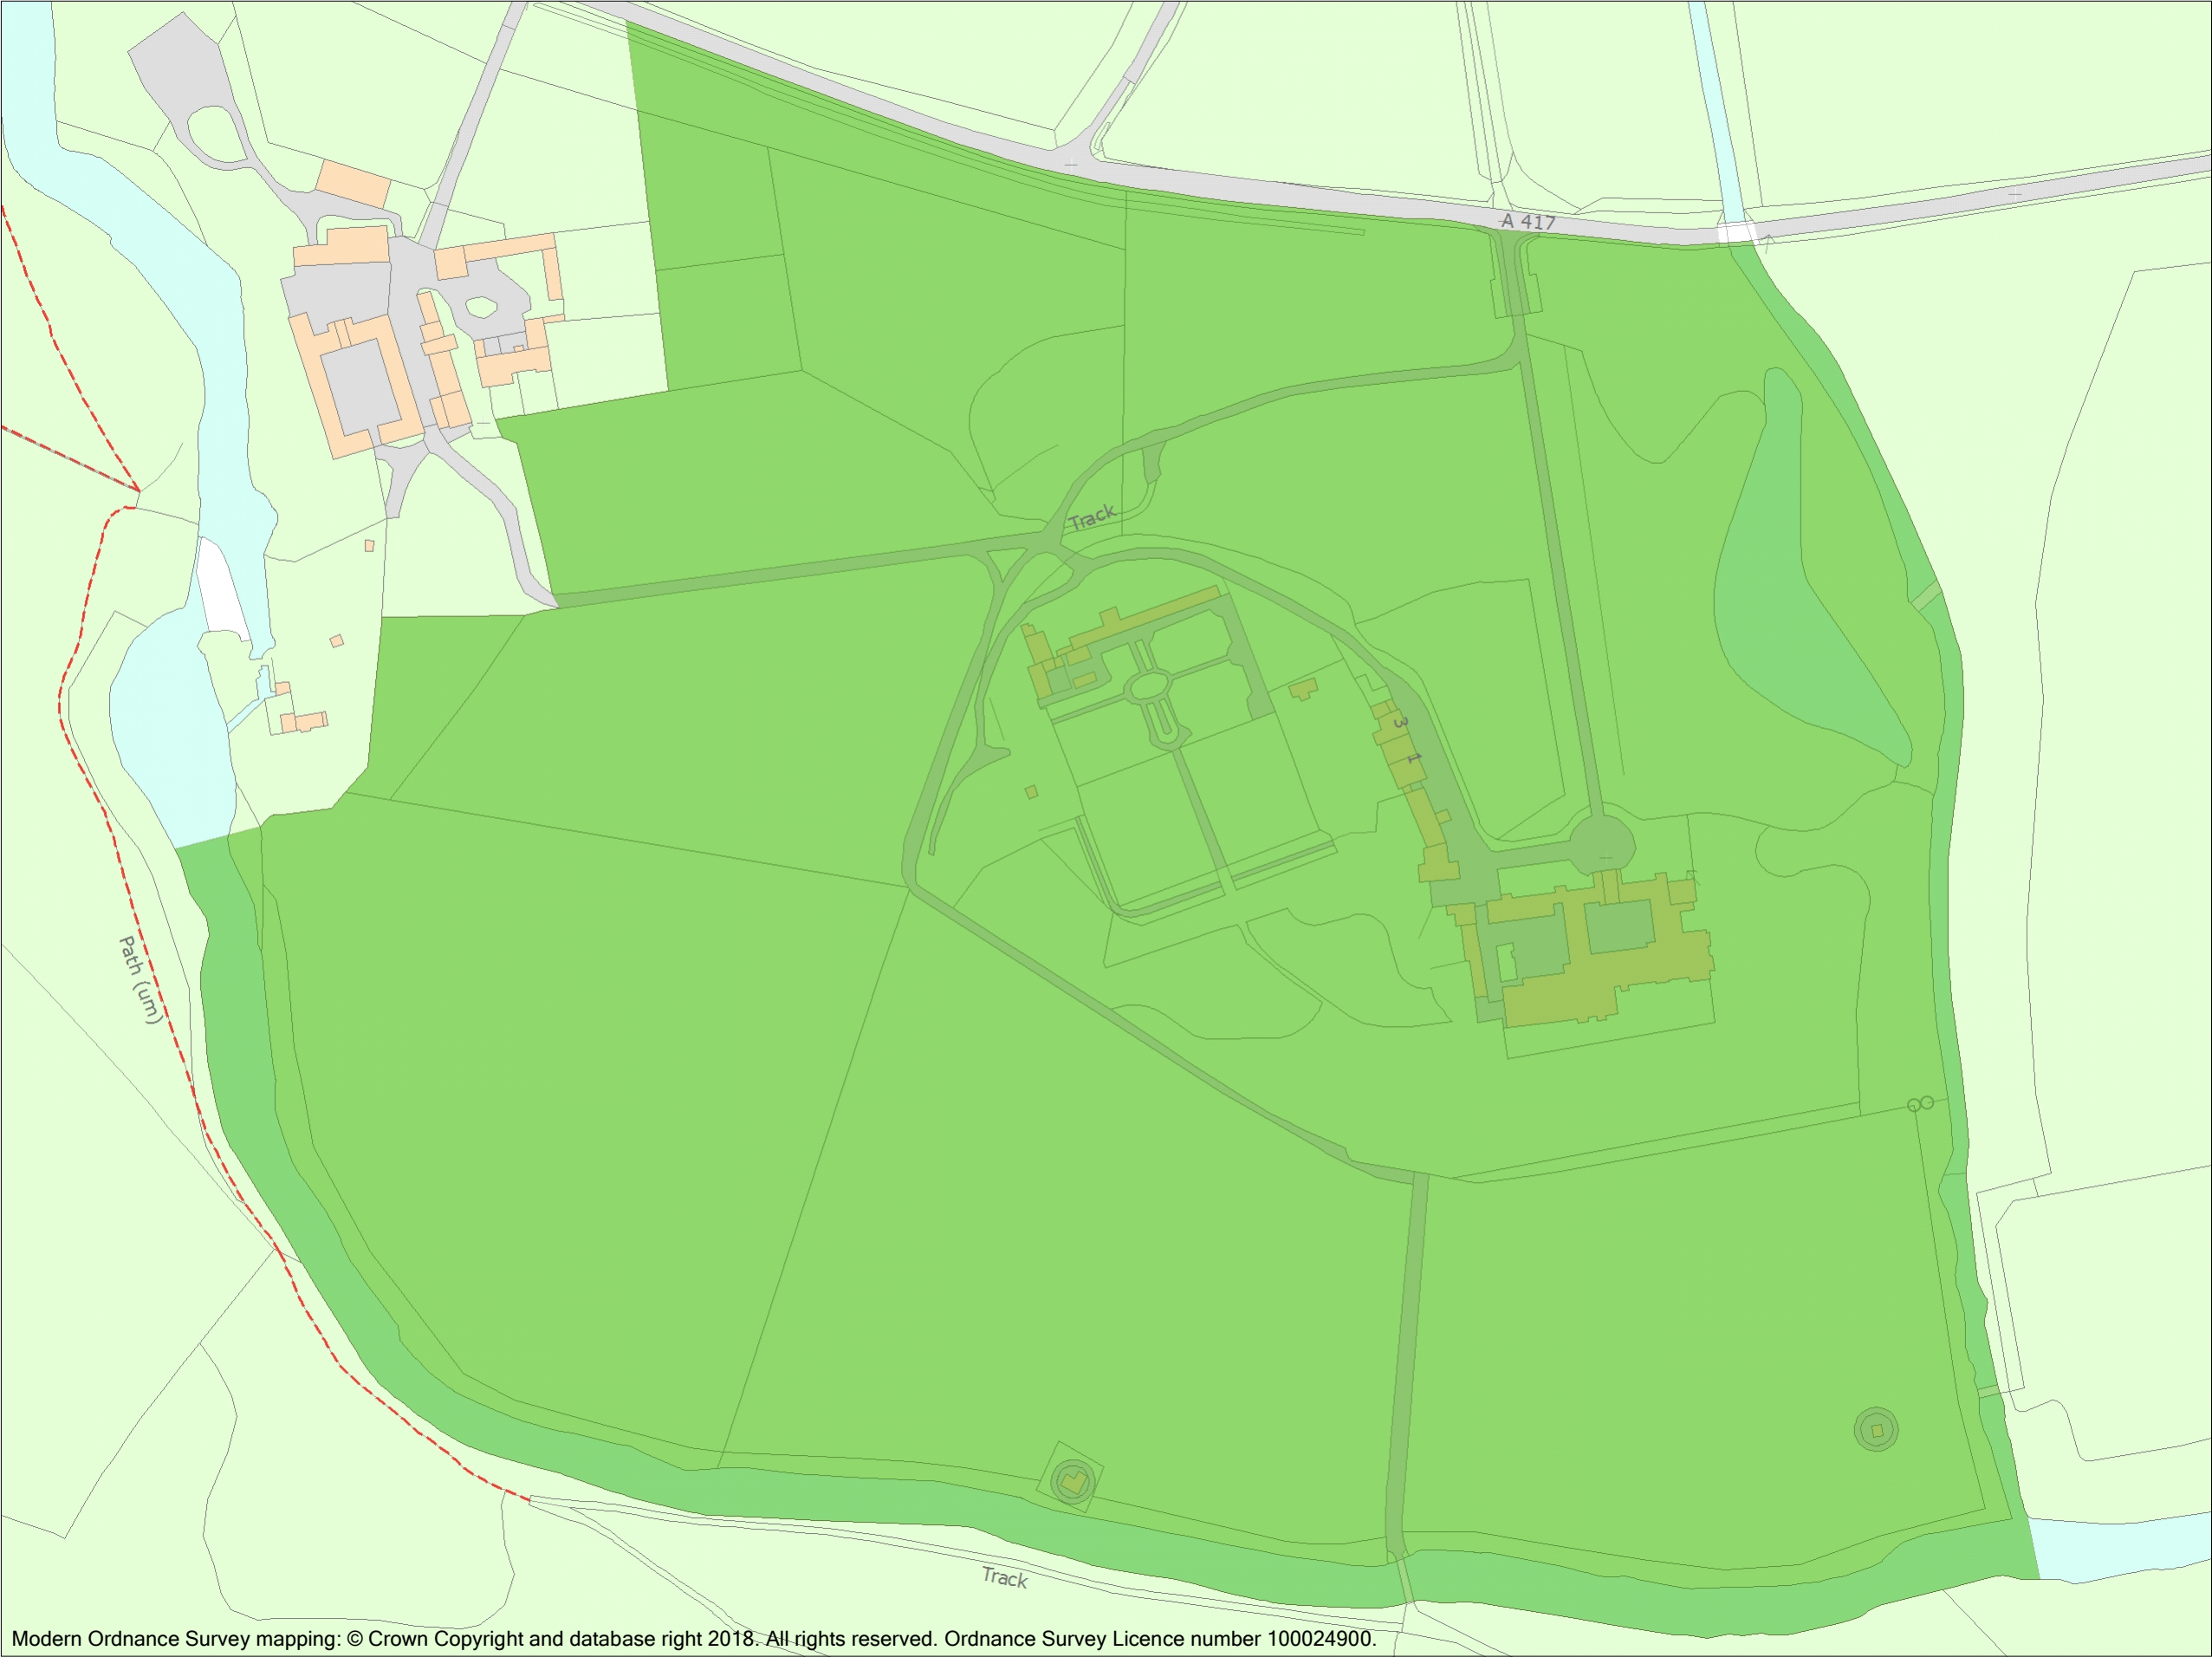 A 417
Track
3
1
Path (um)
Track
Modern Ordnance Survey mapping: © Crown Copyright and database right 2018. All rights reserved. Ordnance Survey Licence number 100024900.